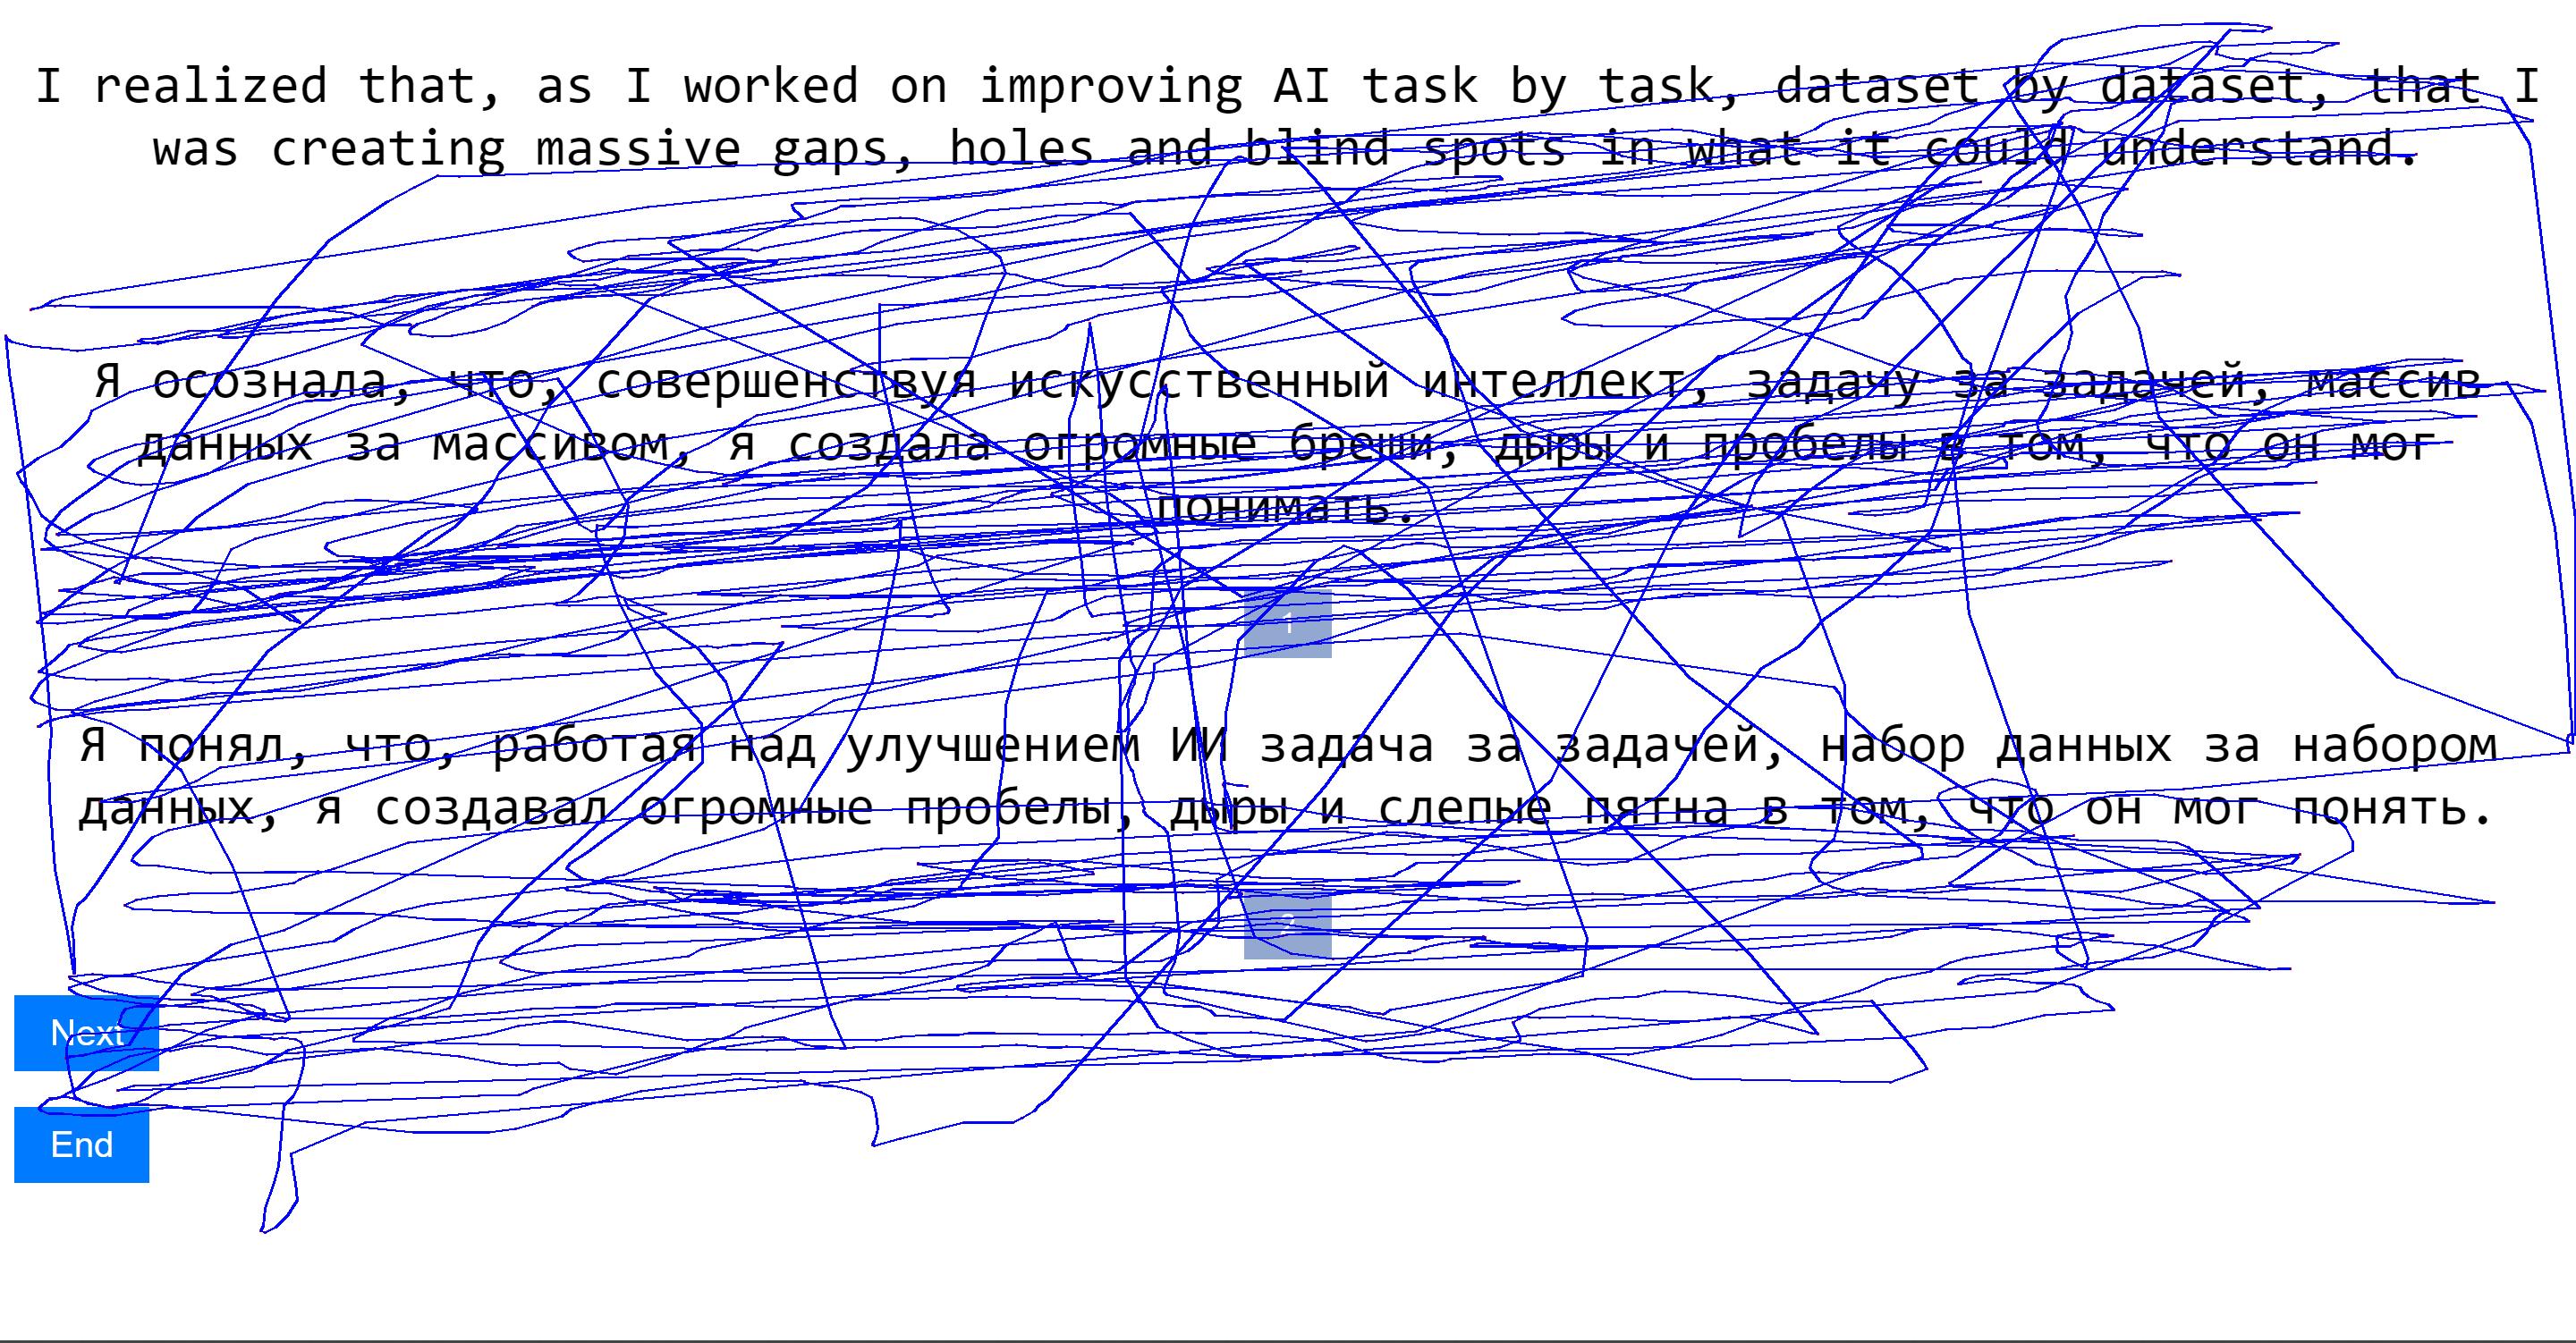 I realized that, as I worked on improving AI task by task, dataset by dataset, that I
was creating massive gaps, holes and blind spots in what it could understand.
Я осознала, что, совершенствуя искусственный интеллект, задачу за задачей, массив
данных за массивом, я создала огромные бреши, дыры и пробелы в том, что он мог
понимать.
1
Я понял, что, работая над улучшением ИИ задача за задачей, набор данных за набором
данных, я создавал огромные пробелы, дыры и слепые пятна в том, что он мог понять.
2
Next
End